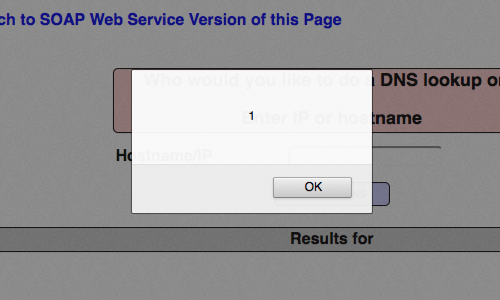 ch to SOAP Web Service Version of this Page
Who would you like to do a DNS lookup o
Enter IP or hostname
1
Hostname/IP
OK
Results for